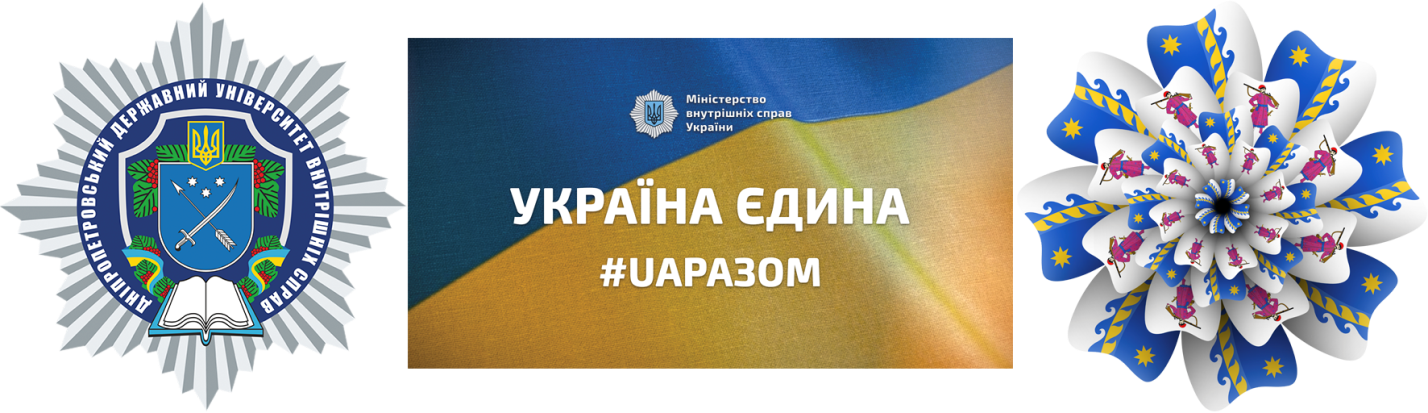 ДНІПРОПЕТРОВСЬКИЙ ДЕРЖАВНИЙ УНІВЕРСИТЕТ ВНУТРІШНІХ СПРАВ
Міністерство
внутрішніх справ
України
УКРАЇНА ЄДИНА
#UAРАЗОМ